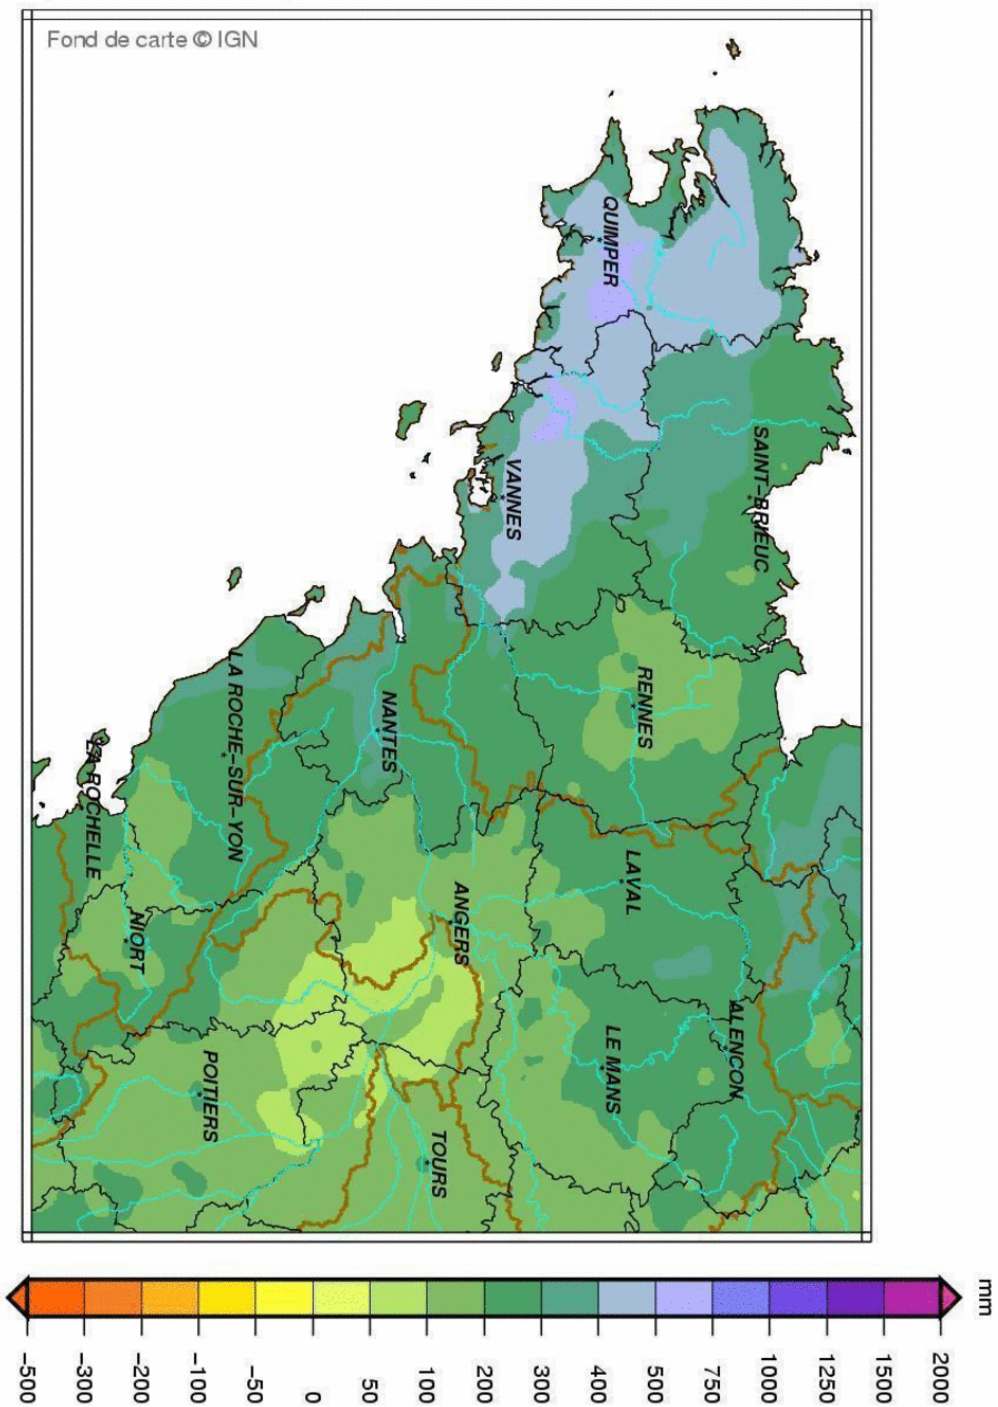 Fond de carte © IGN
QUIMPER
SAINT-BRIEUC
VANNES
RENNES
NANTES
LA ROCHE-SUR-YON
LA ROCHELLE
LAVAL
ANGERS
NIORT
ALENCON
LE MANS
POITIERS
TOURS
mm
-500 -300 -200 -100 -50 0 50 100 200 300 400 500 750 1000 1250 1500 2000